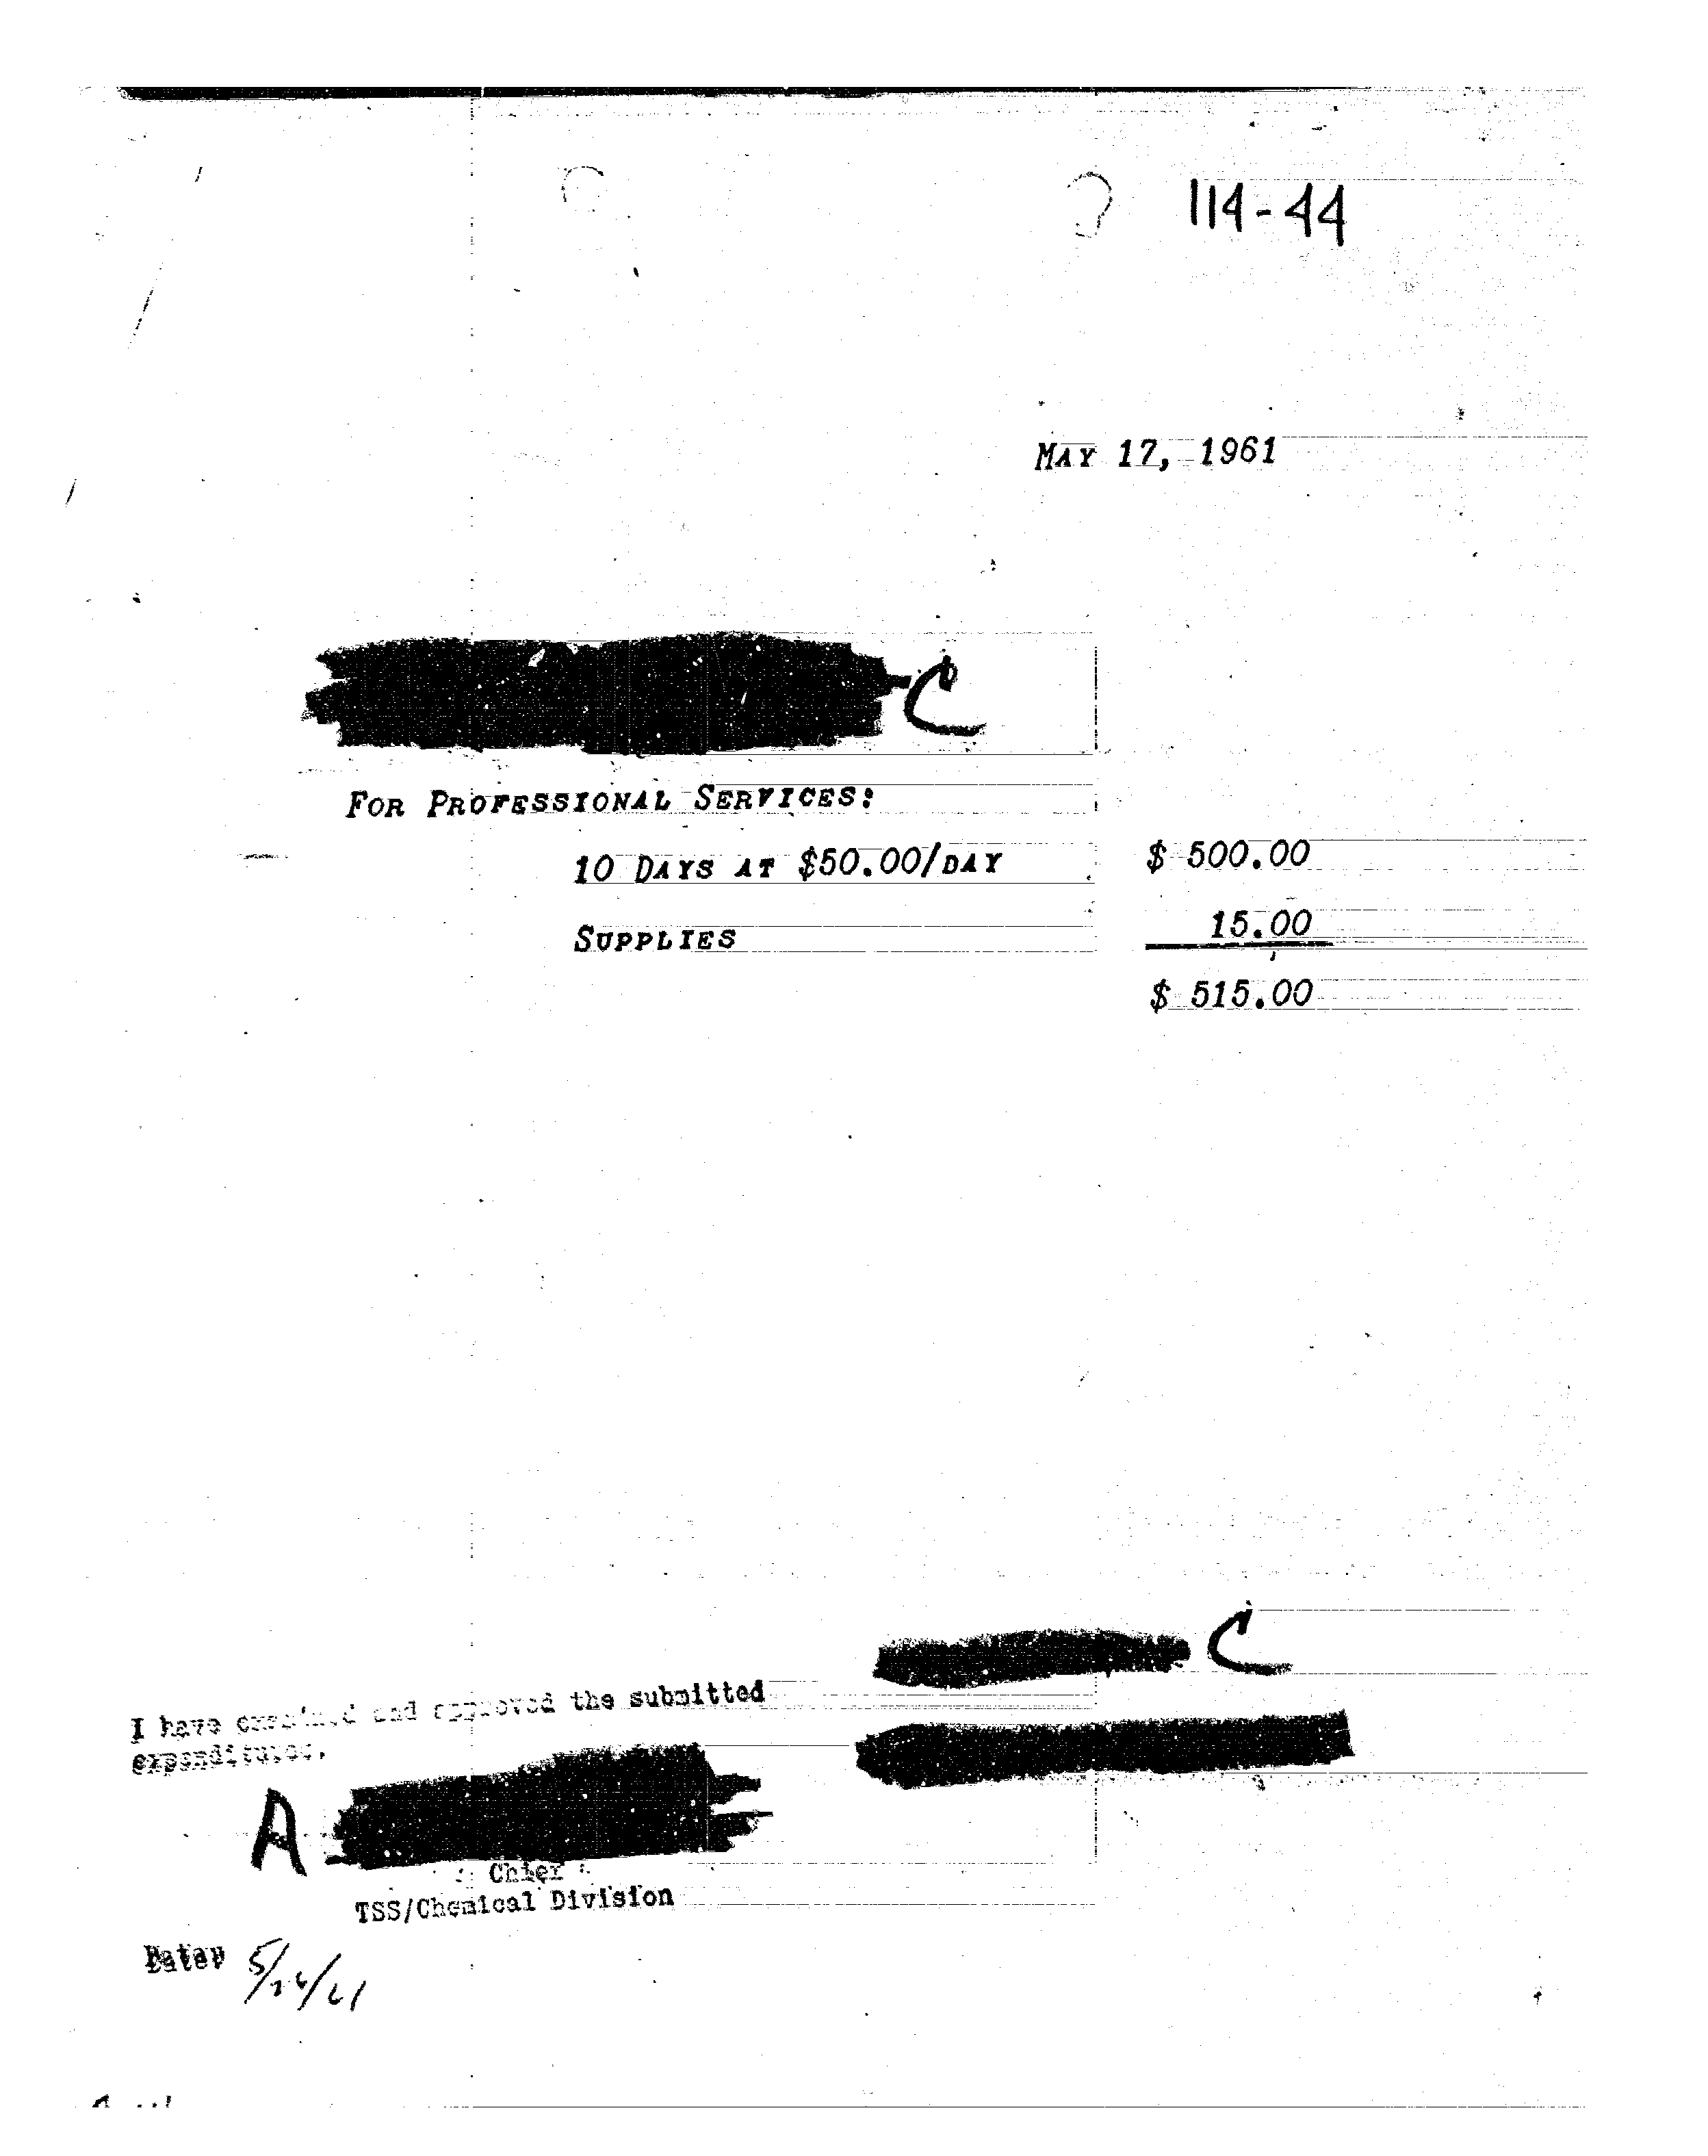 114-44
MAY 17, 1961
C
FOR PROFESSIONAL SERVICES:
10 DAYS AT $50.00/DAY $ 500.00
SUPPLIES 15.00
$ 515.00
C
I have examined and approved the submitted
expenditures.
A
Chief
TSS/Chemical Division
Date: 5/26/61